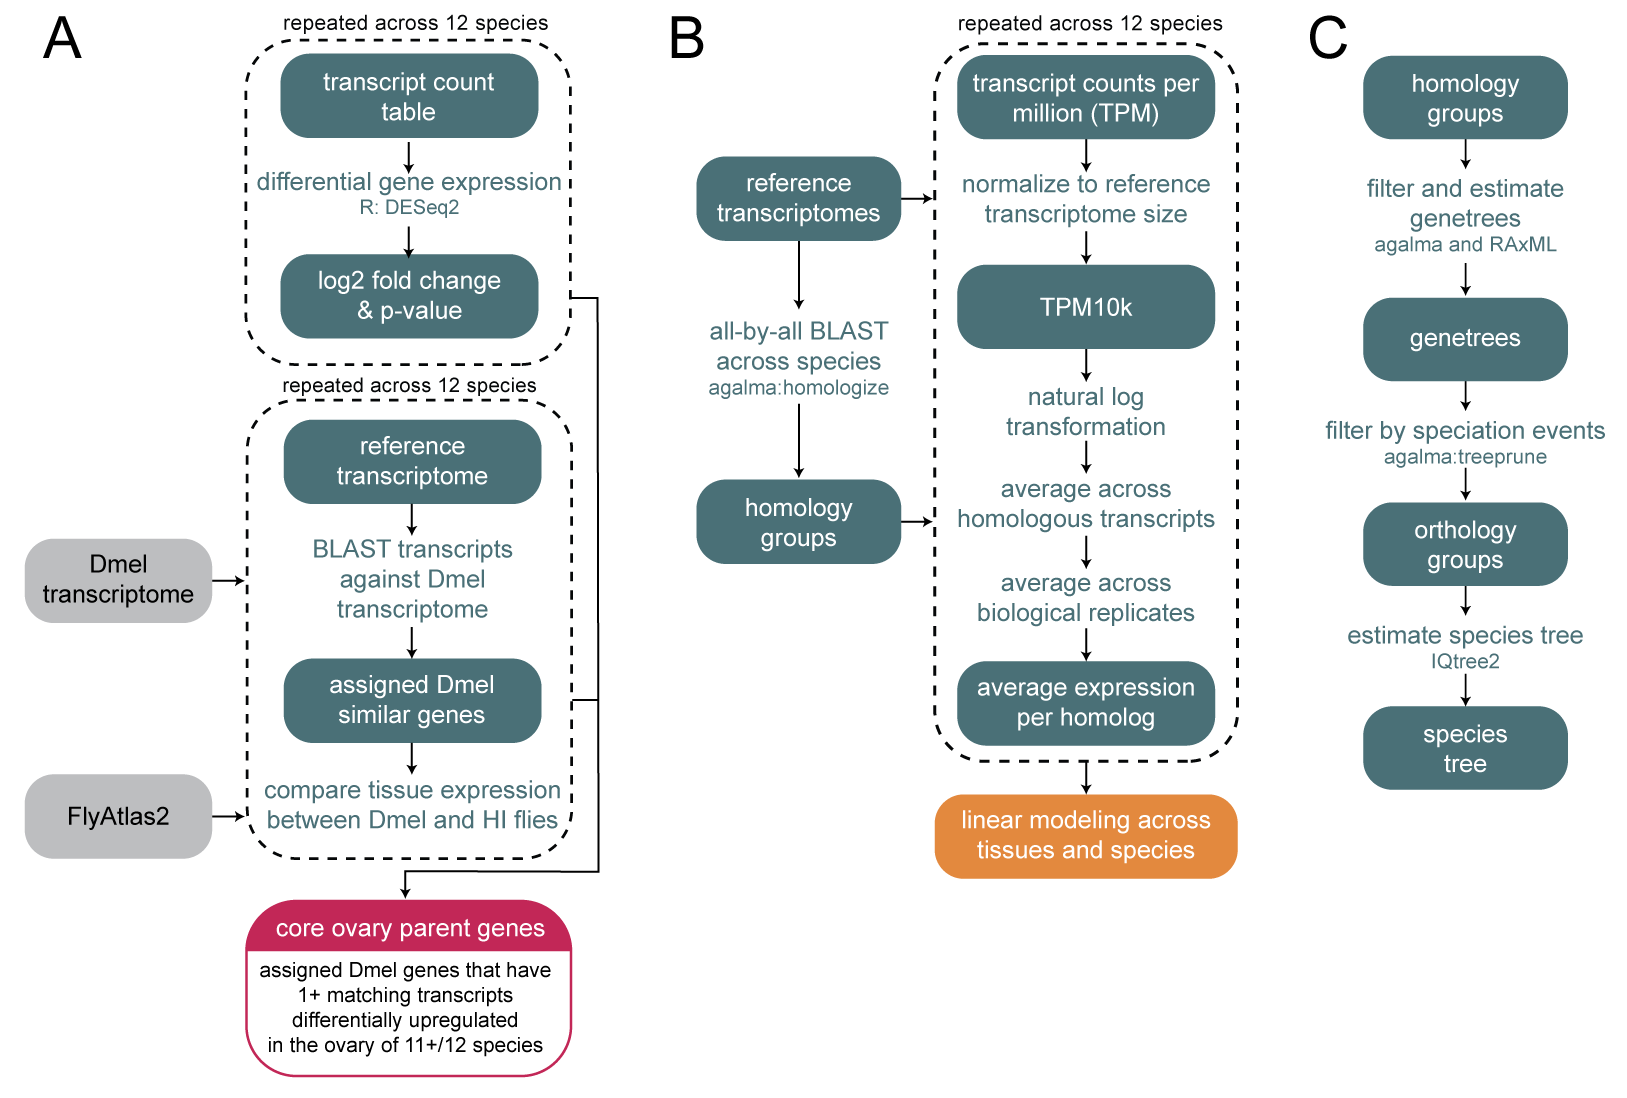 A
repeated across 12 species
transcript count
table
differential gene expression
R: DESeq2
log2 fold change
& p-value
repeated across 12 species
reference
transcriptome
BLAST transcripts
against Dmel
transcriptome
Dmel
transcriptome
assigned Dmel
similar genes
compare tissue expression
between Dmel and HI flies
FlyAtlas2
core ovary parent genes
assigned Dmel genes that have
1+ matching transcripts
differentially upregulated
in the ovary of 11+/12 species
B
reference
transcriptomes
all-by-all BLAST
across species
agalma:homologize
homology
groups
repeated across 12 species
transcript counts per
million (TPM)
normalize to reference
transcriptome size
TPM10k
natural log
transformation
average across
homologous transcripts
average across
biological replicates
average expression
per homolog
linear modeling across
tissues and species
C
homology
groups
filter and estimate
genetrees
agalma and RAxML
genetrees
filter by speciation events
agalma:treeprune
orthology
groups
estimate species tree
IQtree2
species
tree